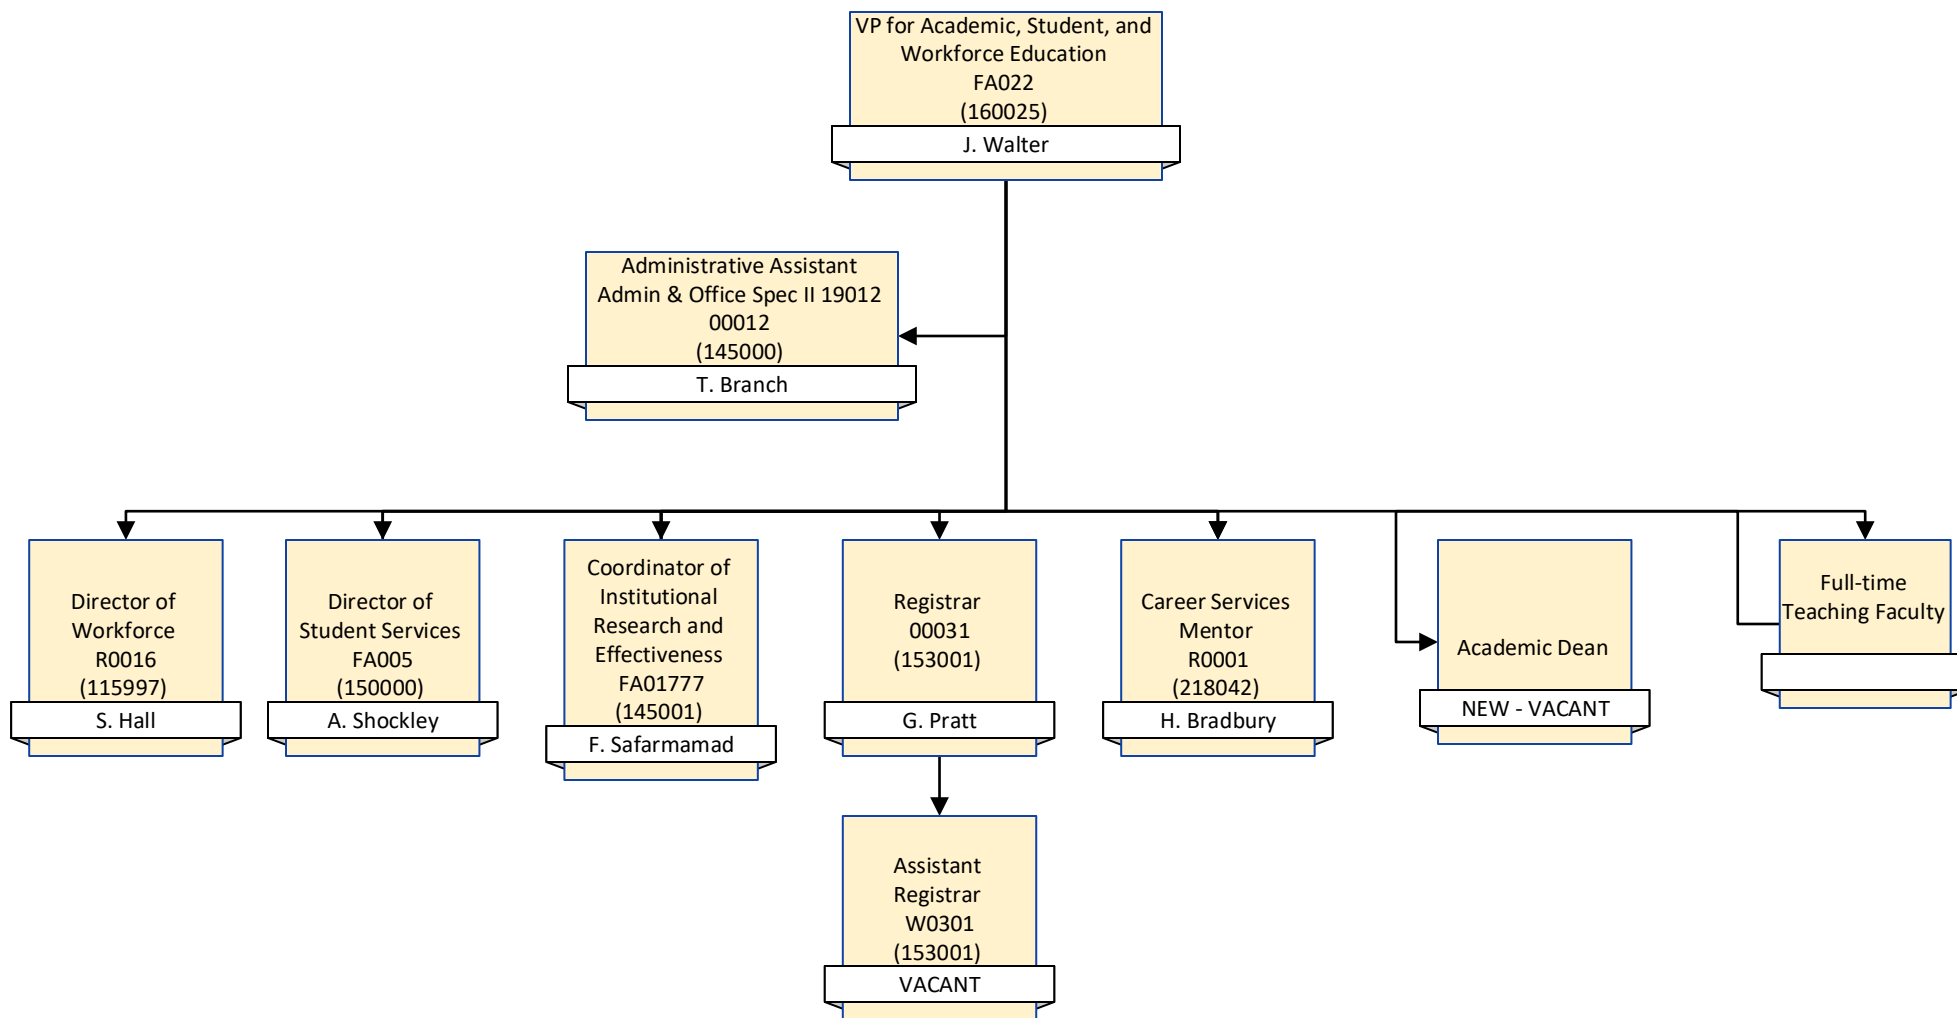 VP for Academic, Student, and
Workforce Education
FA022
(160025)
J. Walter
Administrative Assistant
Admin & Office Spec II 19012
00012
(145000)
T. Branch
Director of
Workforce
R0016
(115997)
S. Hall
Director of
Student Services
FA005
(150000)
A. Shockley
Coordinator of
Institutional
Research and
Effectiveness
FA01777
(145001)
F. Safarmamad
Registrar
00031
(153001)
G. Pratt
Career Services
Mentor
R0001
(218042)
H. Bradbury
Academic Dean
NEW - VACANT
Full-time
Teaching Faculty
Assistant
Registrar
W0301
(153001)
VACANT